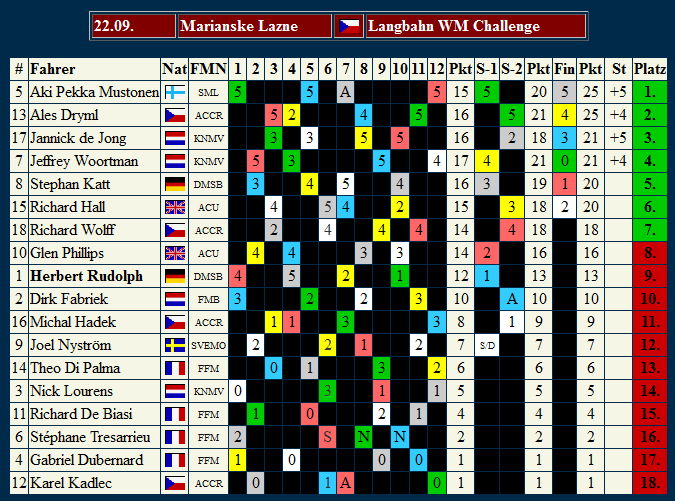 22.09. Marianske Lazne Langbahn WM Challenge
# Fahrer Nat FMN 1 2 3 4 5 6 7 8 9 10 11 12 Pkt S-1 S-2 Pkt Fin Pkt St Platz
5 Aki Pekka Mustonen SML 5 5 A 5 15 5 20 5 25 +5 1.
13 Ales Dryml ACCR 5 2 4 5 16 5 21 4 25 +4 2.
17 Jannick de Jong KNMV 3 3 5 5 16 2 18 3 21 +5 3.
7 Jeffrey Woortman KNMV 5 3 5 4 17 4 21 0 21 +4 4.
8 Stephan Katt DMSB 3 4 5 4 16 3 19 1 20 5.
15 Richard Hall ACU 4 5 4 2 15 3 18 2 20 6.
18 Richard Wolff ACCR 2 4 4 4 14 4 18 18 7.
10 Glen Phillips ACU 4 4 3 3 14 2 16 16 8.
1 Herbert Rudolph DMSB 4 5 2 1 12 1 13 13 9.
2 Dirk Fabriek FMB 3 2 2 3 10 A 10 10 10.
16 Michal Hadek ACCR 1 1 3 3 8 1 9 9 11.
9 Joel Nyström SVEMO 2 2 1 2 7 S/D 7 7 12.
14 Theo Di Palma FFM 0 1 3 2 6 6 6 13.
3 Nick Lourens KNMV 0 3 1 1 5 5 5 14.
11 Richard De Biasi FFM 1 0 2 1 4 4 4 15.
6 Stéphane Tresarrieu FFM 2 S N N 2 2 2 16.
4 Gabriel Dubernard FFM 1 0 0 0 1 1 1 17.
12 Karel Kadlec ACCR 0 1 A 0 1 1 1 18.